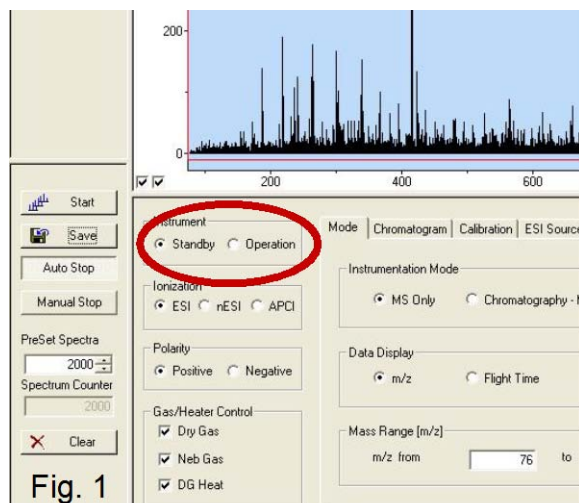 200
0
200
400
600
Start
Save
Auto Stop
Manual Stop
PreSet Spectra
2000
Spectrum Counter
2000
Clear
Fig. 1
Instrument
Standby Operation
Ionization
ESI nESI APCI
Polarity
Positive Negative
Gas/Heater Control
Dry Gas
Neb Gas
DG Heat
Mode Chromatogram Calibration ESI Source
Instrumentation Mode
MS Only Chromatography -
Data Display
m/z Flight Time
Mass Range [m/z]
m/z from 76 to